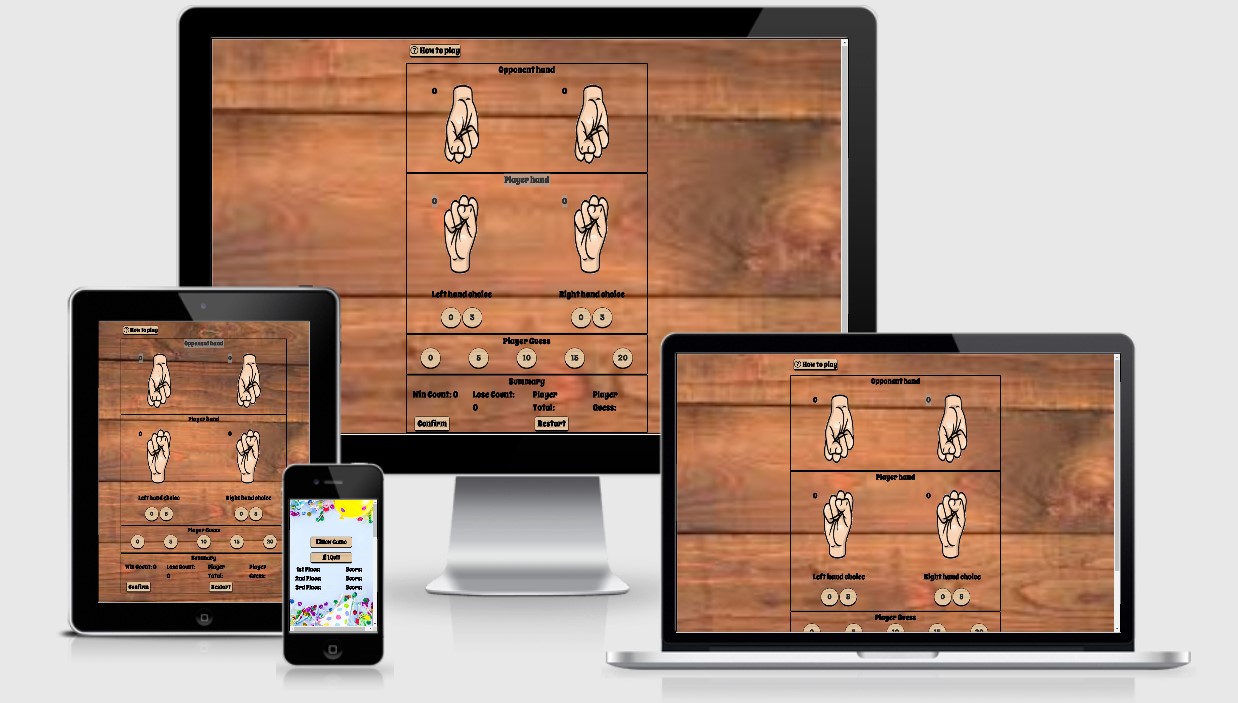 ? How to play
Opponent hand
0 0
Player hand
0 0
Left hand choice Right hand choice
0 5 0 5
Player Guess
0 5 10 15 20
Summary
Win Count: 0 Lose Count: 0 Player Total: Player Guess:
Confirm Restart
? How to play
Opponent hand
0 0
Player hand
0 0
Left hand choice Right hand choice
0 5 0 5
Player Guess
0 5 10 15 20
Summary
Win Count: 0 Lose Count: 0 Player Total: Player Guess:
Confirm Restart
1st Place: Score:
2nd Place: Score:
3rd Place: Score:
? How to play
Opponent hand
0 0
Player hand
0 0
Left hand choice Right hand choice
0 5 0 5
Player Guess
0 5 10 15 20